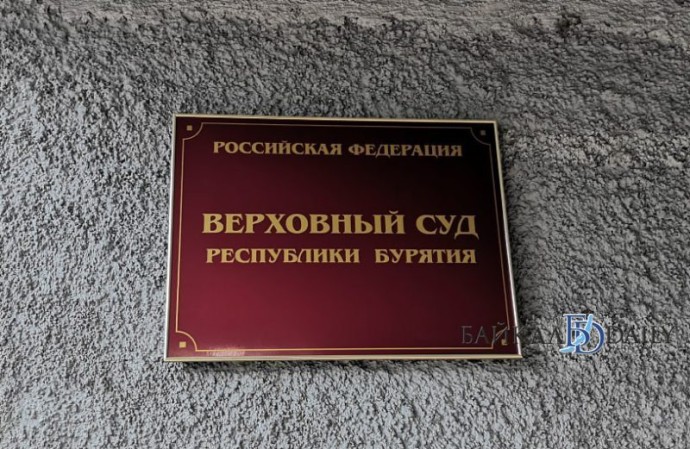 РОССИЙСКАЯ ФЕДЕРАЦИЯ
ВЕРХОВНЫЙ СУД
РЕСПУБЛИКИ БУРЯТИЯ